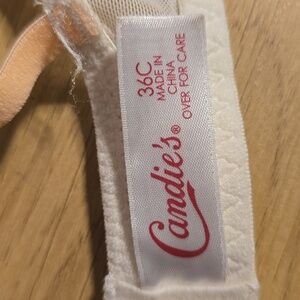 36C
MADE IN
CHINA
OVER FOR CARE
Candie's®